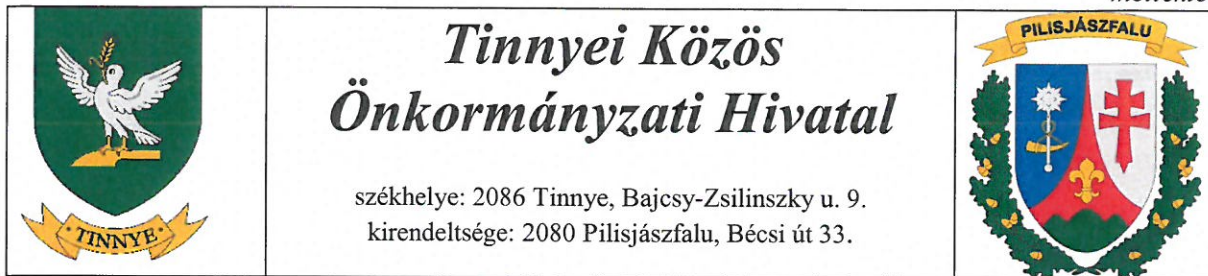 Tinnyei Közös
Önkormányzati Hivatal
székhelye: 2086 Tinnye, Bajcsy-Zsilinszky u. 9.
kirendeltsége: 2080 Pilisjászfalu, Bécsi út 33.
·TINNYE·
PILISJÁSZFALU